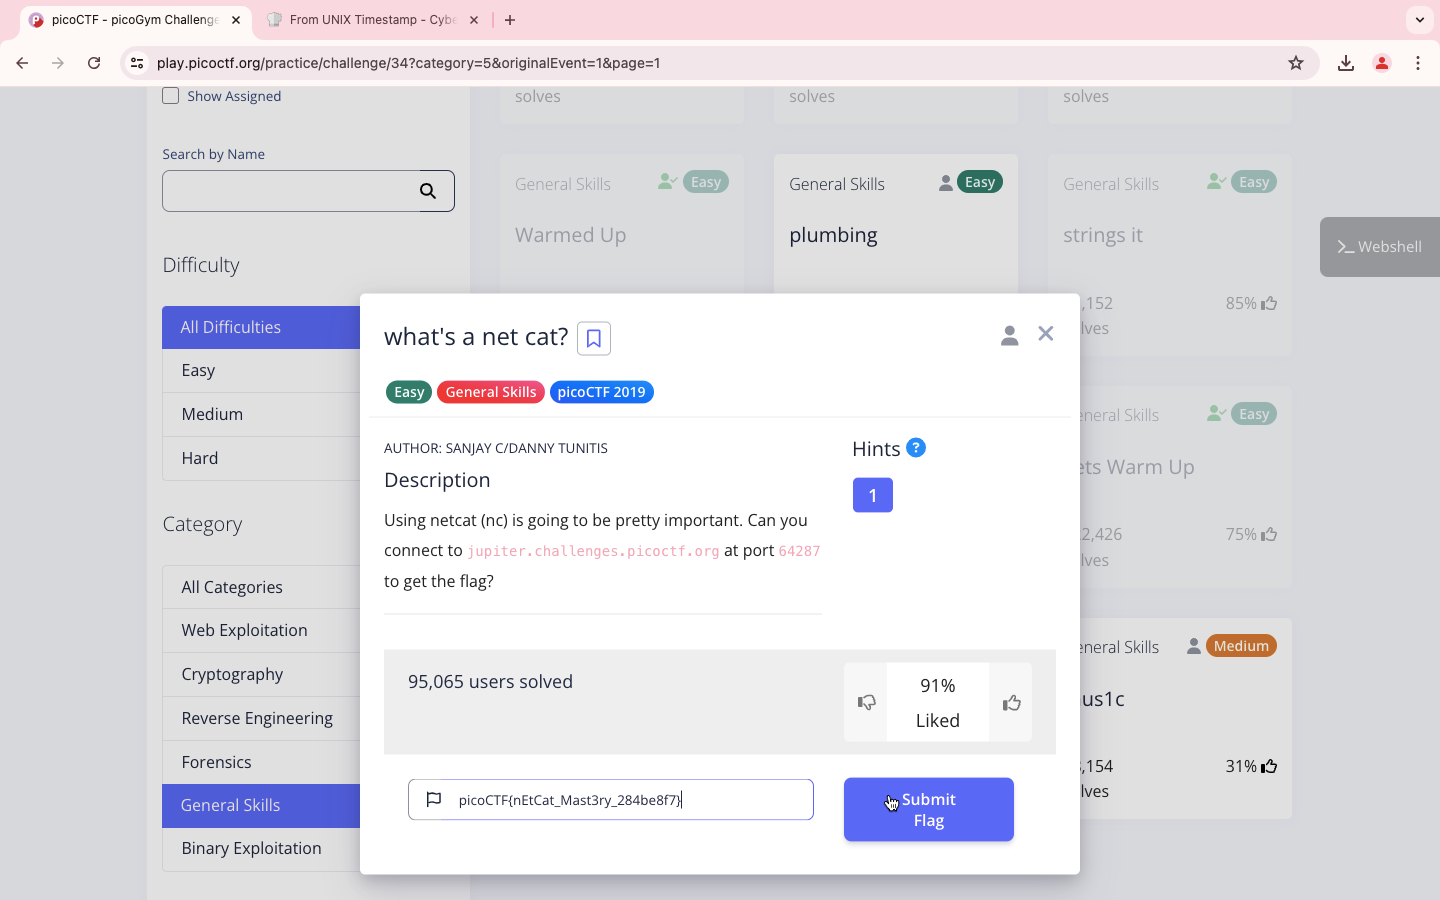 picoCTF - picoGym Challenge
From UNIX Timestamp - Cybe
play.picoctf.org/practice/challenge/34?category=5&originalEvent=1&page=1
Show Assigned
solves
solves
solves
Search by Name
General Skills
Easy
General Skills
Easy
General Skills
Easy
Warmed Up
plumbing
strings it
>_ Webshell
Difficulty
,152
85%
lves
All Difficulties
Easy
Medium
Hard
what's a net cat?
Easy
General Skills
picoCTF 2019
eneral Skills
Easy
AUTHOR: SANJAY C/DANNY TUNITIS
Hints ?
ets Warm Up
Description
1
Using netcat (nc) is going to be pretty important. Can you
connect to jupiter.challenges.picoctf.org at port 64287
to get the flag?
2,426
75%
lves
Category
All Categories
Web Exploitation
Cryptography
Reverse Engineering
Forensics
General Skills
Binary Exploitation
eneral Skills
Medium
95,065 users solved
91%
Liked
us1c
,154
31%
lves
picoCTF{nEtCat_Mast3ry_284be8f7}
Submit
Flag